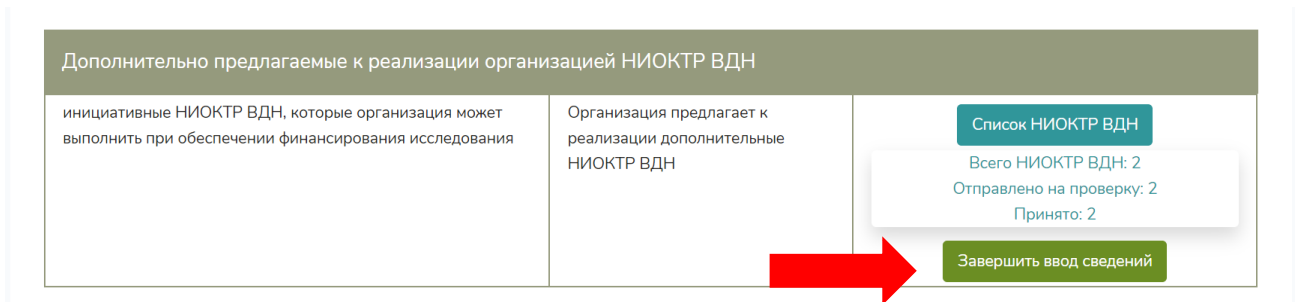 Дополнительно предлагаемые к реализации организацией НИОКТР ВДН
инициативные НИОКТР ВДН, которые организация может
выполнить при обеспечении финансирования исследования
Организация предлагает к
реализации дополнительные
НИОКТР ВДН
Список НИОКТР ВДН
Всего НИОКТР ВДН: 2
Отправлено на проверку: 2
Принято: 2
Завершить ввод сведений